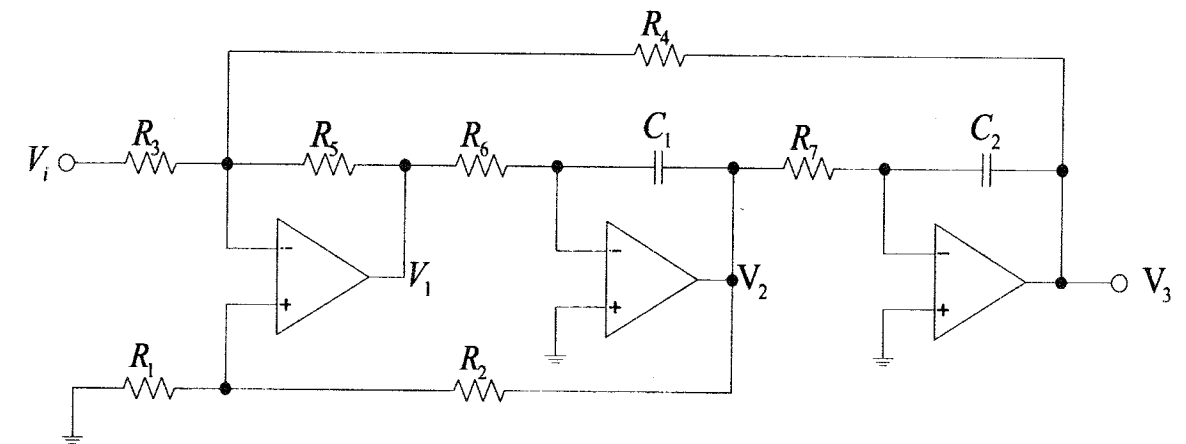 R4
Vi R3 R5 R6 C1 R7 C2
- - -
V1 V2 V3
+ + +
R1 R2